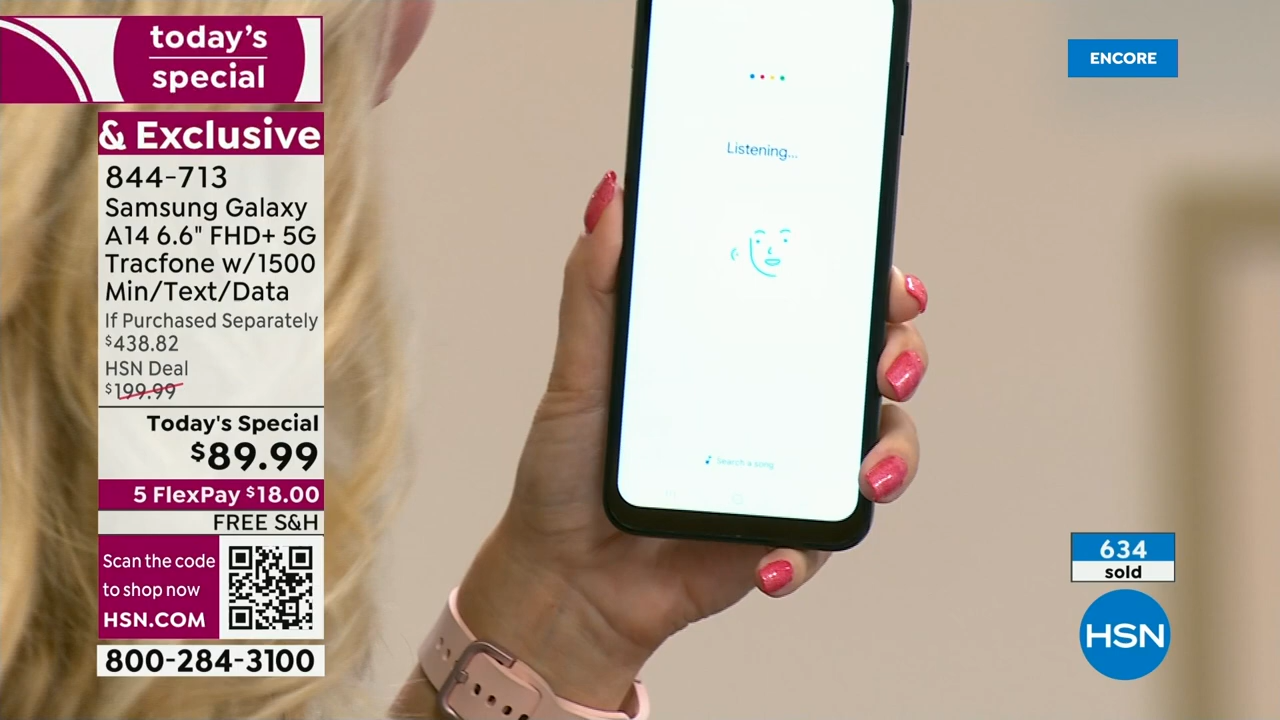 today's
special
& Exclusive
844-713
Samsung Galaxy
A14 6.6" FHD+ 5G
Tracfone w/1500
Min/Text/Data
If Purchased Separately
$438.82
HSN Deal
$199.99
Today's Special
$89.99
5 FlexPay $18.00
FREE S&H
Scan the code
to shop now
HSN.COM
800-284-3100
Listening...
Search a song
ENCORE
634
sold
HSN